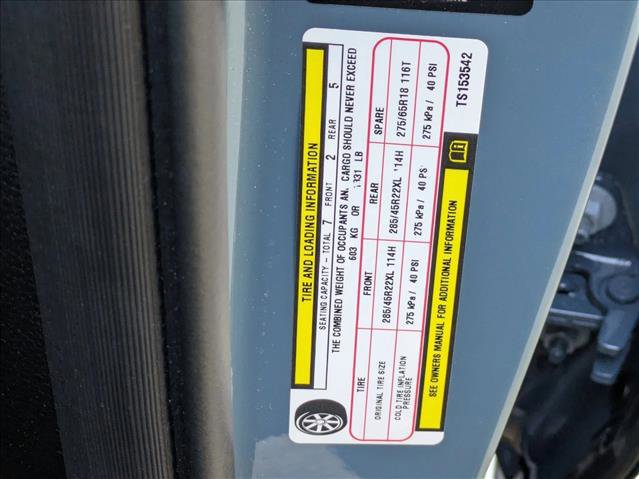 TIRE AND LOADING INFORMATION
SEATING CAPACITY - TOTAL 7 FRONT 2 REAR 5
THE COMBINED WEIGHT OF OCCUPANTS AN. CARGO SHOULD NEVER EXCEED
603 KG OR 1331 LB
TIRE FRONT REAR SPARE
ORIGINAL TIRE SIZE 285/45R22XL 114H 285/45R22XL 114H 275/65R18 116T
COLD TIRE INFLATION PRESSURE 275 kPa / 40 PSI 275 kPa / 40 PSI 275 kPa / 40 PSI
SEE OWNERS MANUAL FOR ADDITIONAL INFORMATION
TS153542